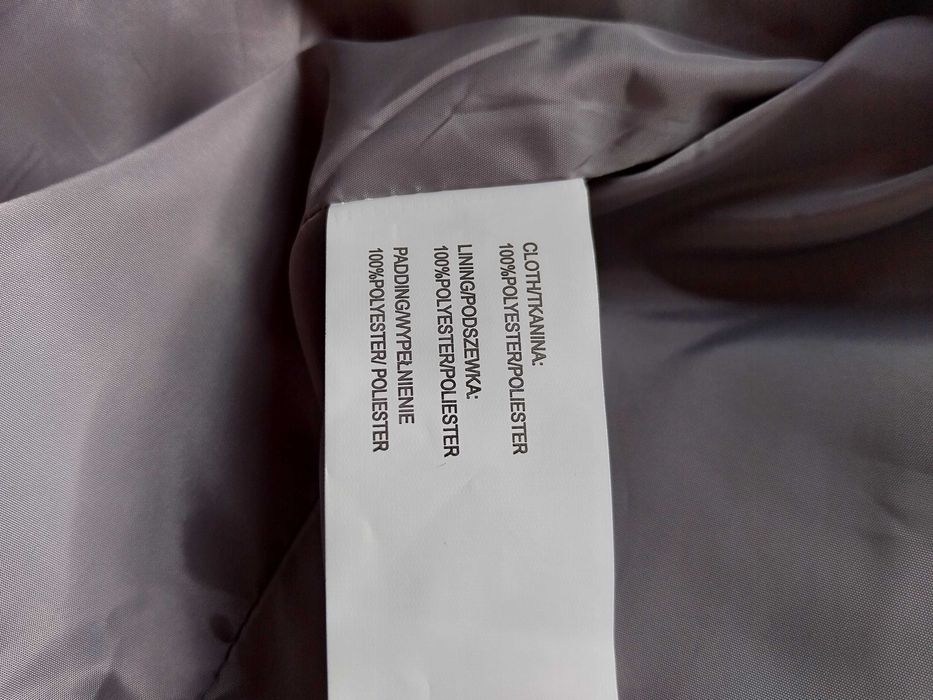 CLOTH/TKANINA:
100%POLYESTER/POLIESTER
LINING/PODSZEWKA:
100%POLYESTER/POLIESTER
PADDING/WYPEŁNIENIE
100%POLYESTER/ POLIESTER